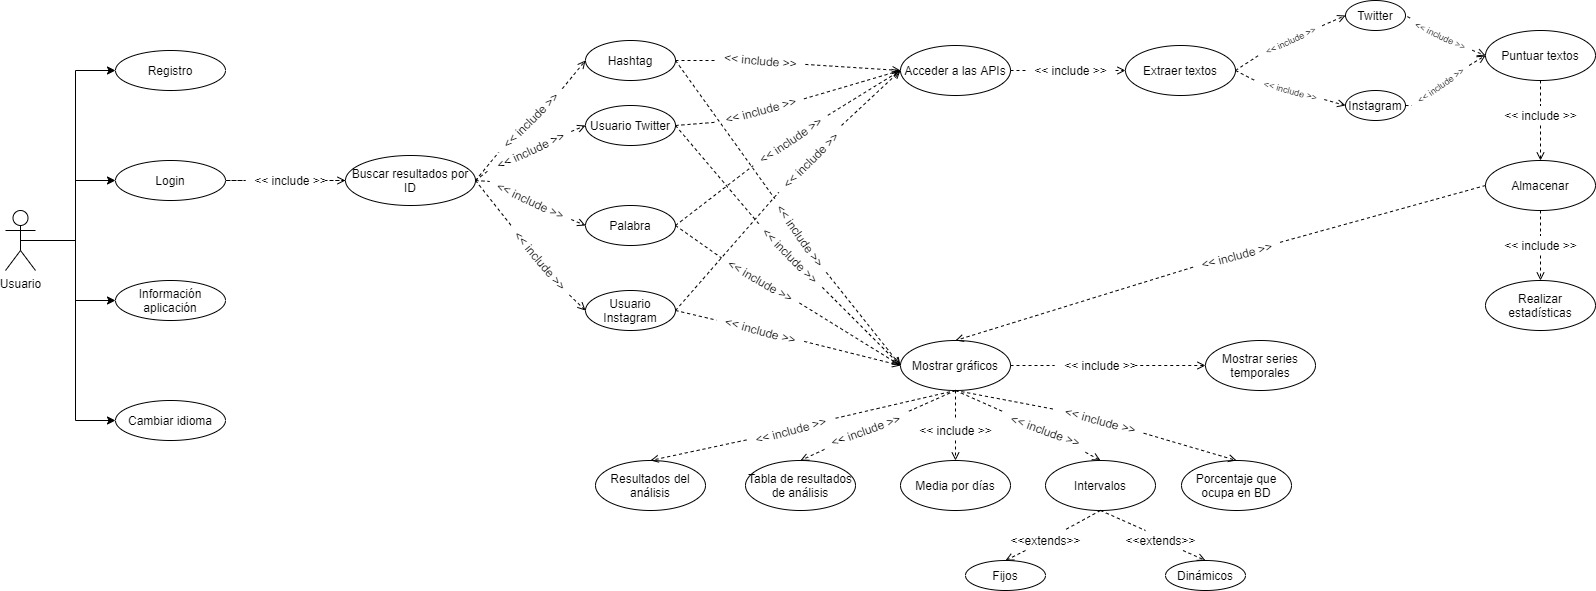 Usuario
Registro
Login
Información
aplicación
Cambiar idioma
<< include >>
Buscar resultados por
ID
<< include >>
<< include >>
<< include >>
<< include >>
Hashtag
Usuario Twitter
Palabra
Usuario
Instagram
<< include >>
<< include >>
<< include >>
<< include >>
<< include >>
<< include >>
<< include >>
<< include >>
Acceder a las APIs
<< include >>
Extraer textos
<< include >>
<< include >>
Twitter
Instagram
<< include >>
<< include >>
Puntuar textos
<< include >>
Almacenar
<< include >>
<< include >>
Realizar
estadísticas
Mostrar gráficos
<< include >>
Mostrar series
temporales
<< include >>
<< include >>
<< include >>
<< include >>
<< include >>
Resultados del
análisis
Tabla de resultados
de análisis
Media por días
Intervalos
Porcentaje que
ocupa en BD
<<extends>>
<<extends>>
Fijos
Dinámicos